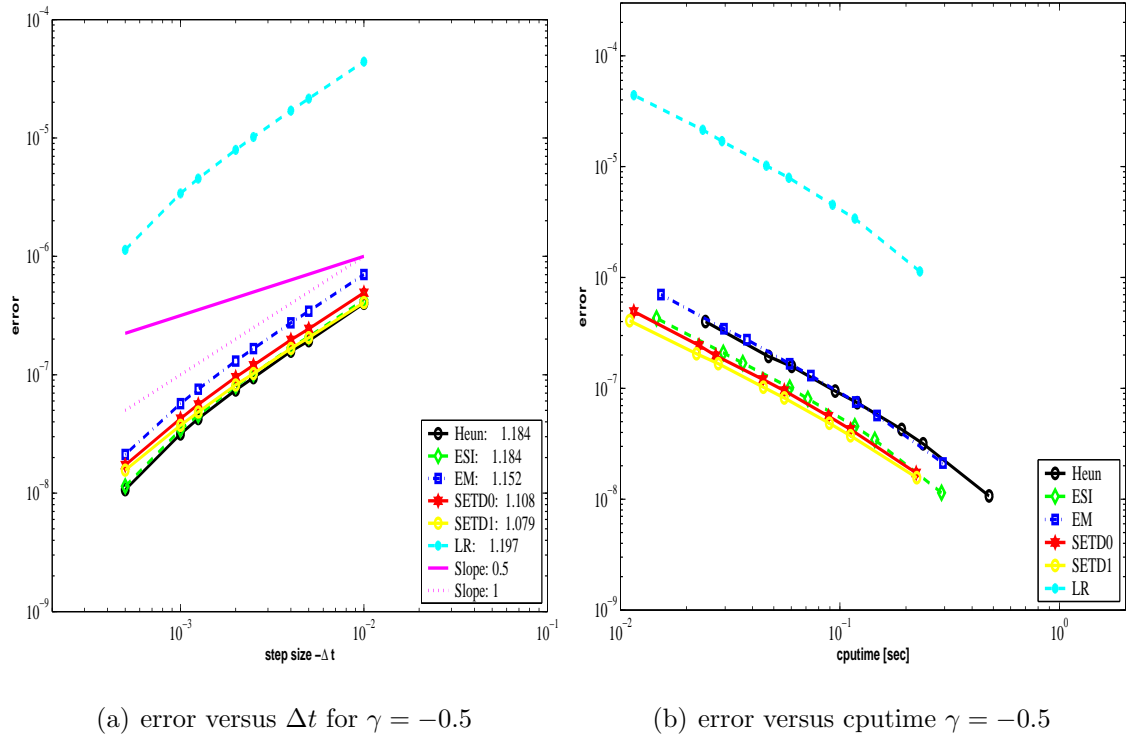 10⁻⁴
10⁻⁵
10⁻⁶
10⁻⁷
10⁻⁸
10⁻⁹
error
Heun: 1.184
ESI: 1.184
EM: 1.152
SETD0: 1.108
SETD1: 1.079
LR: 1.197
Slope: 0.5
Slope: 1
10⁻³
10⁻²
10⁻¹
step size −Δ t
(a) error versus Δt for γ = −0.5
10⁻⁴
10⁻⁵
10⁻⁶
10⁻⁷
10⁻⁸
10⁻⁹
error
Heun
ESI
EM
SETD0
SETD1
LR
10⁻²
10⁻¹
10⁰
cputime [sec]
(b) error versus cputime γ = −0.5